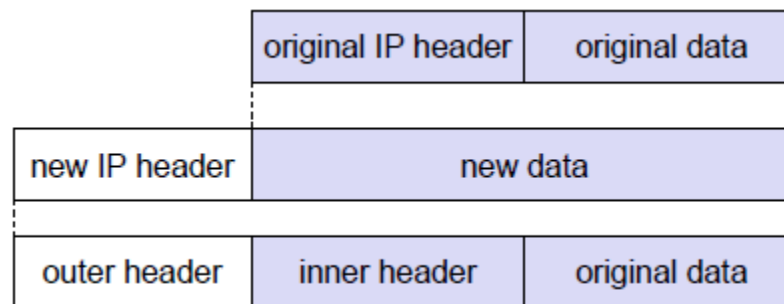 original IP header original data
new IP header new data
outer header inner header original data